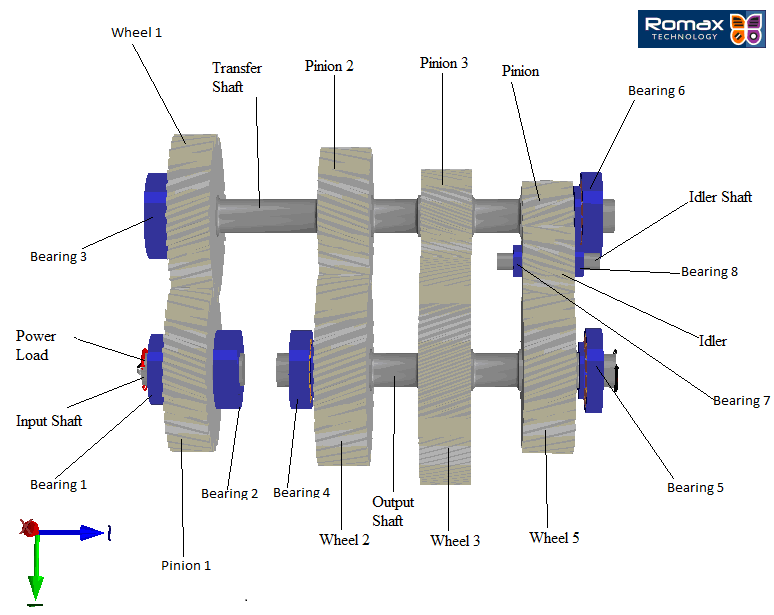 Romax
TECHNOLOGY
Wheel 1
Transfer
Shaft
Pinion 2
Pinion 3
Pinion
Bearing 6
Idler Shaft
Bearing 3
Bearing 8
Power
Load
Idler
Input Shaft
Bearing 7
Bearing 1
Bearing 2
Bearing 4
Output
Shaft
Bearing 5
Wheel 2
Wheel 3
Wheel 5
Pinion 1